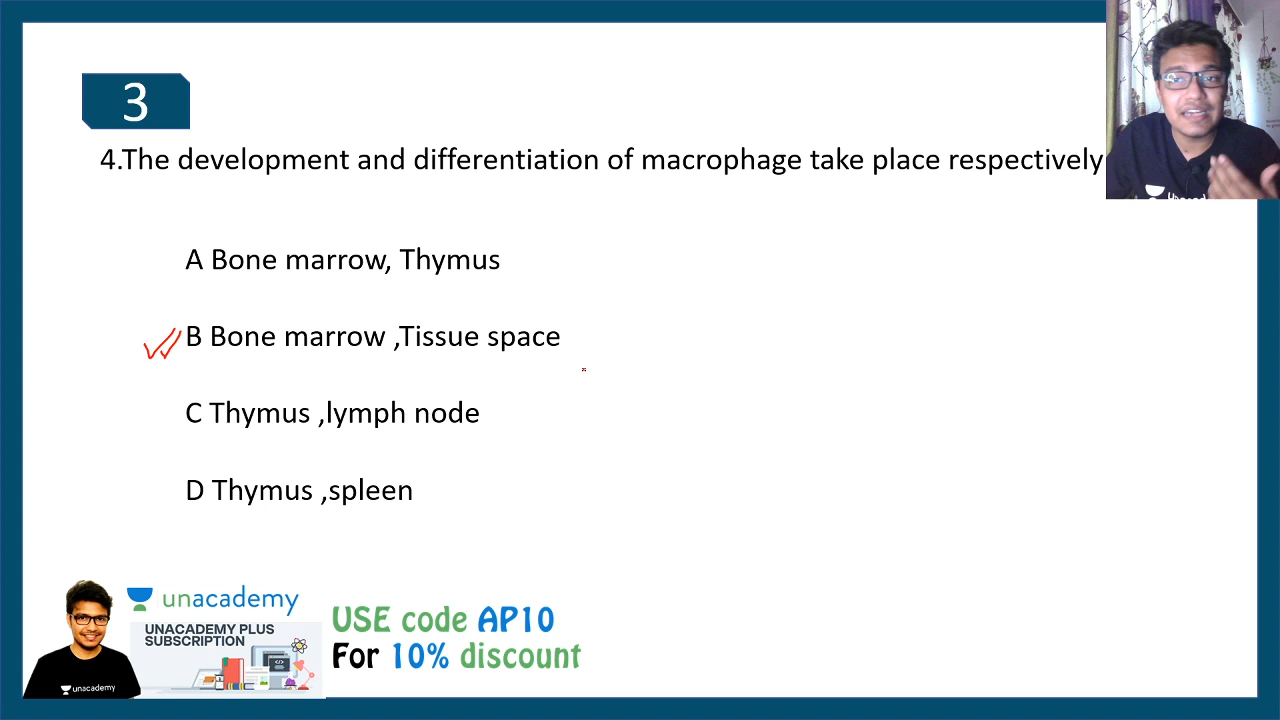 3
4.The development and differentiation of macrophage take place respectively
A Bone marrow, Thymus
B Bone marrow ,Tissue space
C Thymus ,lymph node
D Thymus ,spleen
unacademy
UNACADEMY PLUS
SUBSCRIPTION
USE code AP10
For 10% discount
unacademy